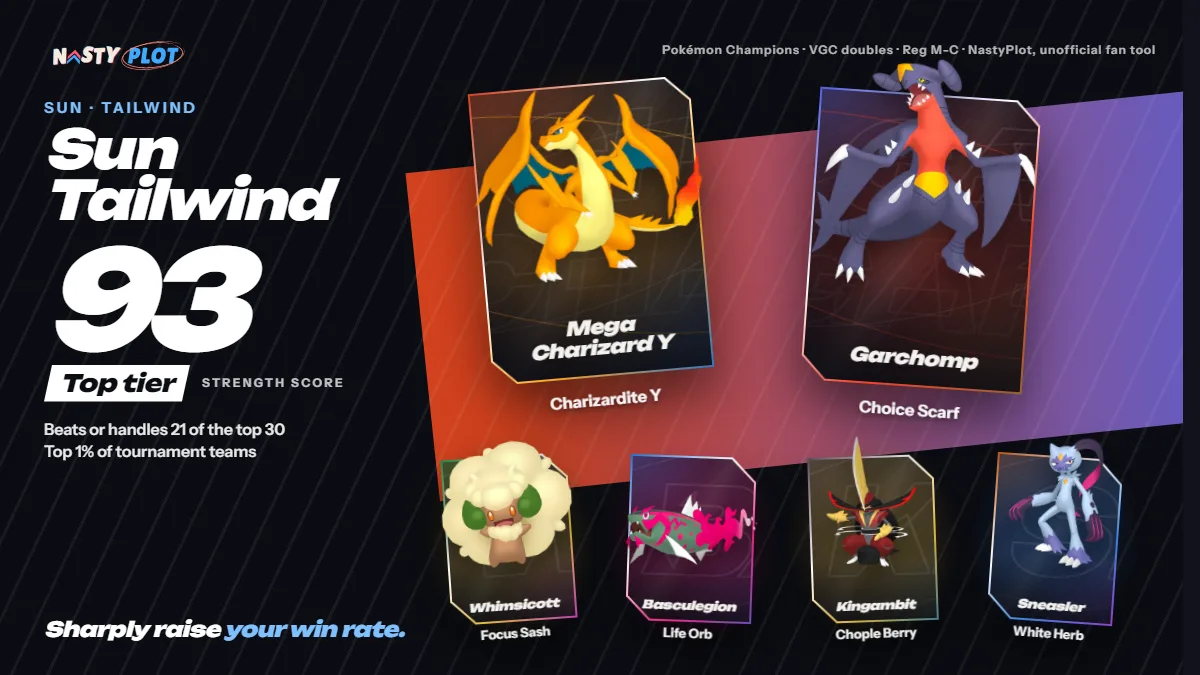 NASTY PLOT
Pokémon Champions · VGC doubles · Reg M-C · NastyPlot, unofficial fan tool
SUN · TAILWIND
Sun
Tailwind
93
Top tier
STRENGTH SCORE
Beats or handles 21 of the top 30
Top 1% of tournament teams
Mega
Charizard Y
Charizardite Y
Garchomp
Choice Scarf
Whimsicott
Focus Sash
Basculegion
Life Orb
Kingambit
Chople Berry
Sneasler
White Herb
Sharply raise your win rate.